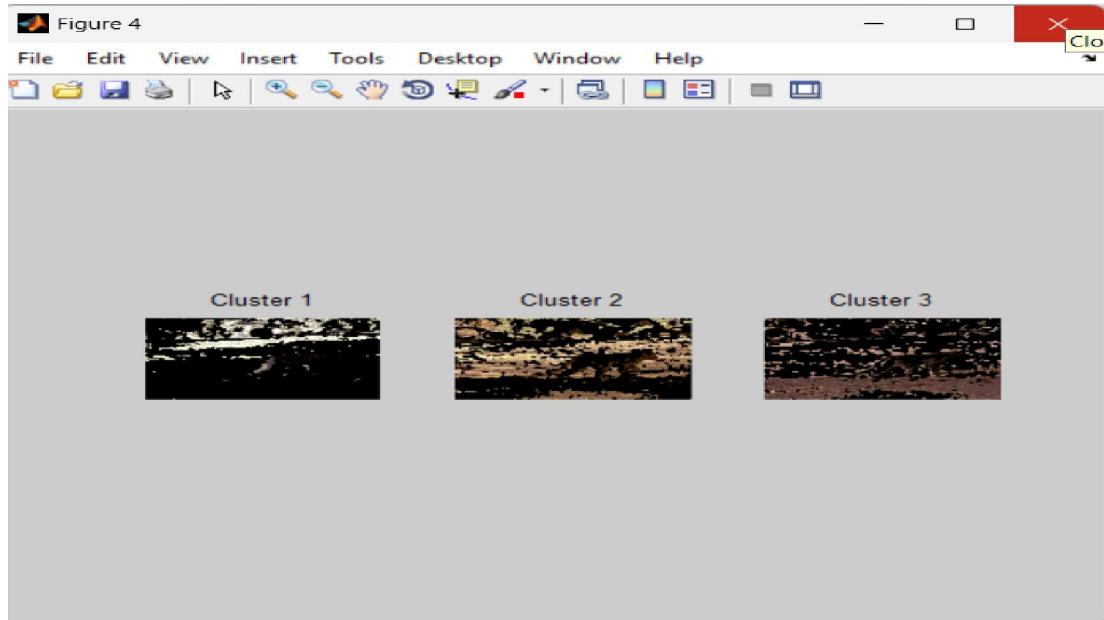 Figure 4
Clo
File Edit View Insert Tools Desktop Window Help
Cluster 1 Cluster 2 Cluster 3